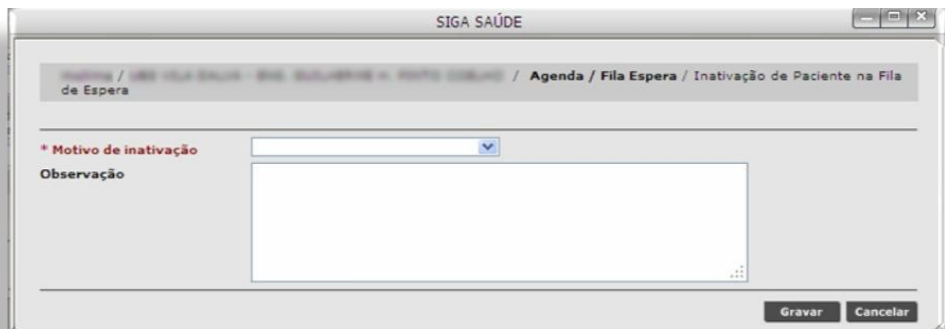 SIGA SAÚDE
/ / Agenda / Fila Espera / Inativação de Paciente na Fila
de Espera
* Motivo de inativação
Observação
Gravar Cancelar